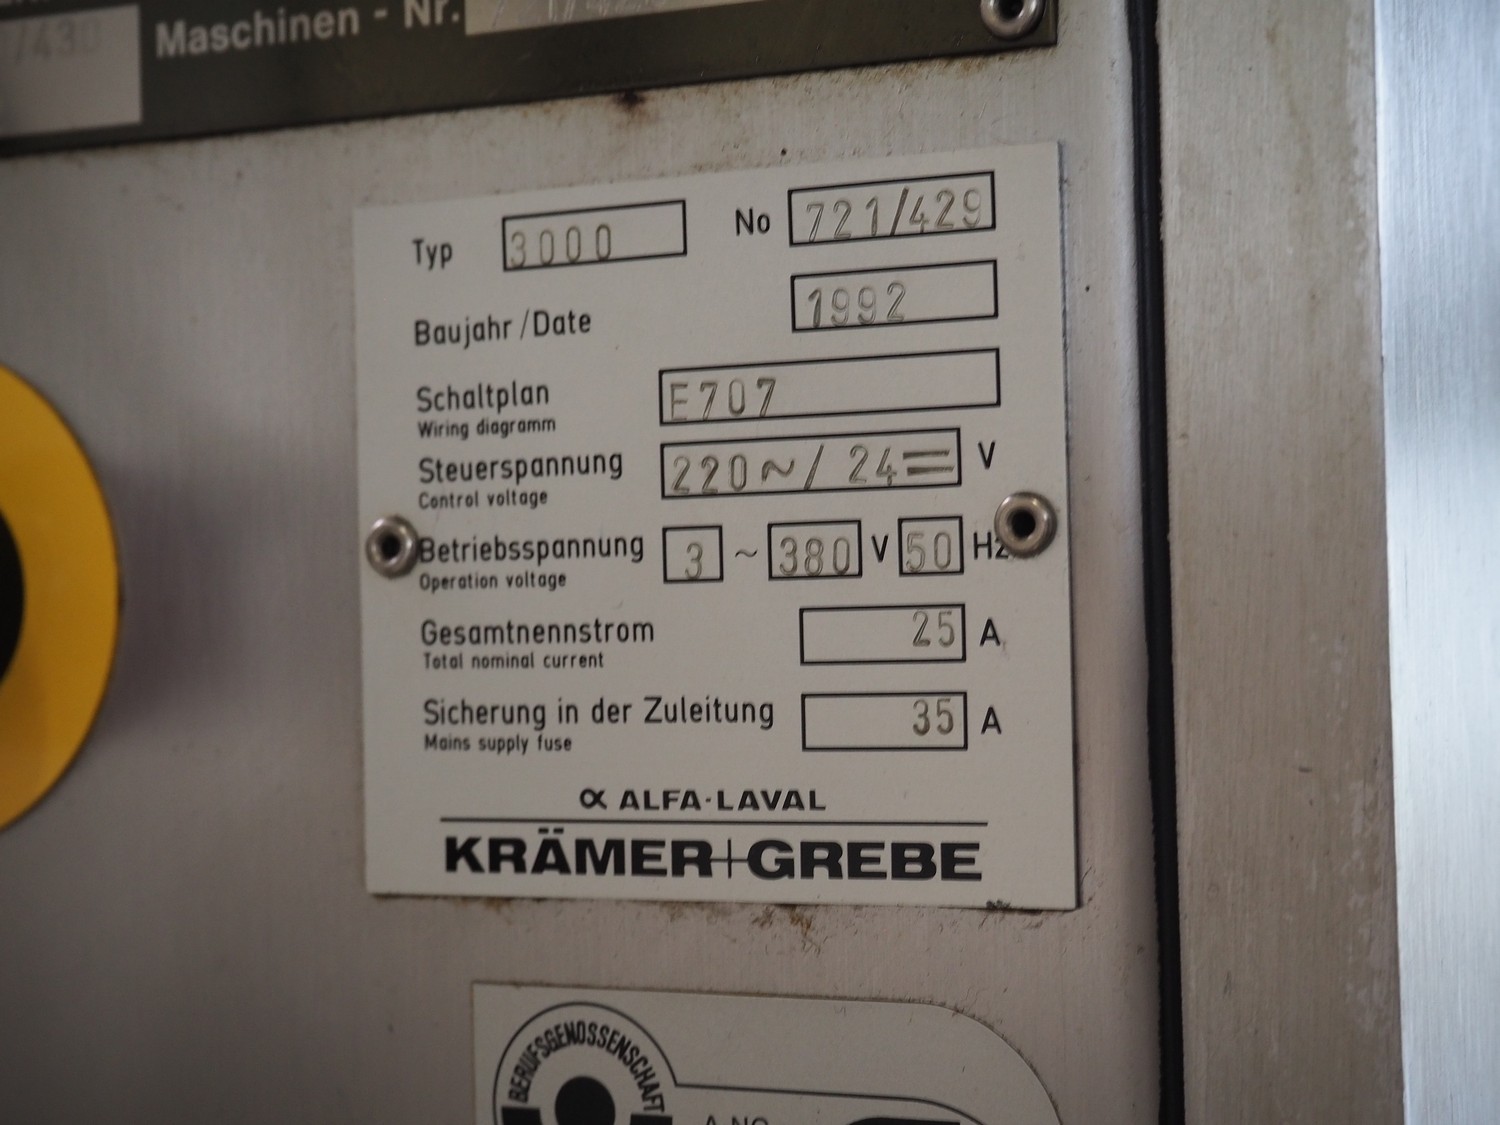 /430
Maschinen - Nr.
Typ 3000 No 721/429
Baujahr/Date 1992
Schaltplan E707
Wiring diagramm
Steuerspannung 220~/ 24= V
Control voltage
Betriebsspannung 3 ~ 380 V 50 Hz
Operation voltage
Gesamtnennstrom 25 A
Total nominal current
Sicherung in der Zuleitung 35 A
Mains supply fuse
α ALFA-LAVAL
KRÄMER+GREBE
BERUFSGENOSSENSCHAFT